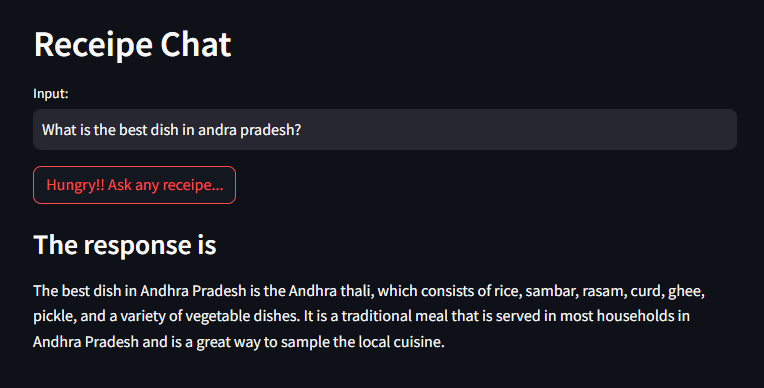 Receipe Chat
Input:
What is the best dish in andra pradesh?
Hungry!! Ask any receipe...
The response is
The best dish in Andhra Pradesh is the Andhra thali, which consists of rice, sambar, rasam, curd, ghee,
pickle, and a variety of vegetable dishes. It is a traditional meal that is served in most households in
Andhra Pradesh and is a great way to sample the local cuisine.